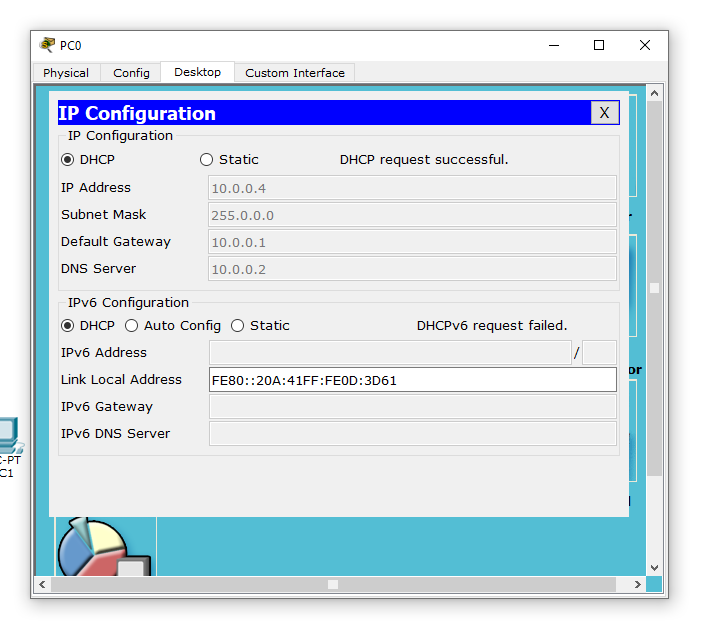 PC0
Physical Config Desktop Custom Interface
IP Configuration X
IP Configuration
DHCP Static DHCP request successful.
IP Address 10.0.0.4
Subnet Mask 255.0.0.0
Default Gateway 10.0.0.1
DNS Server 10.0.0.2
IPv6 Configuration
DHCP Auto Config Static DHCPv6 request failed.
IPv6 Address /
Link Local Address FE80::20A:41FF:FE0D:3D61
IPv6 Gateway
IPv6 DNS Server
or
C-PT
C1